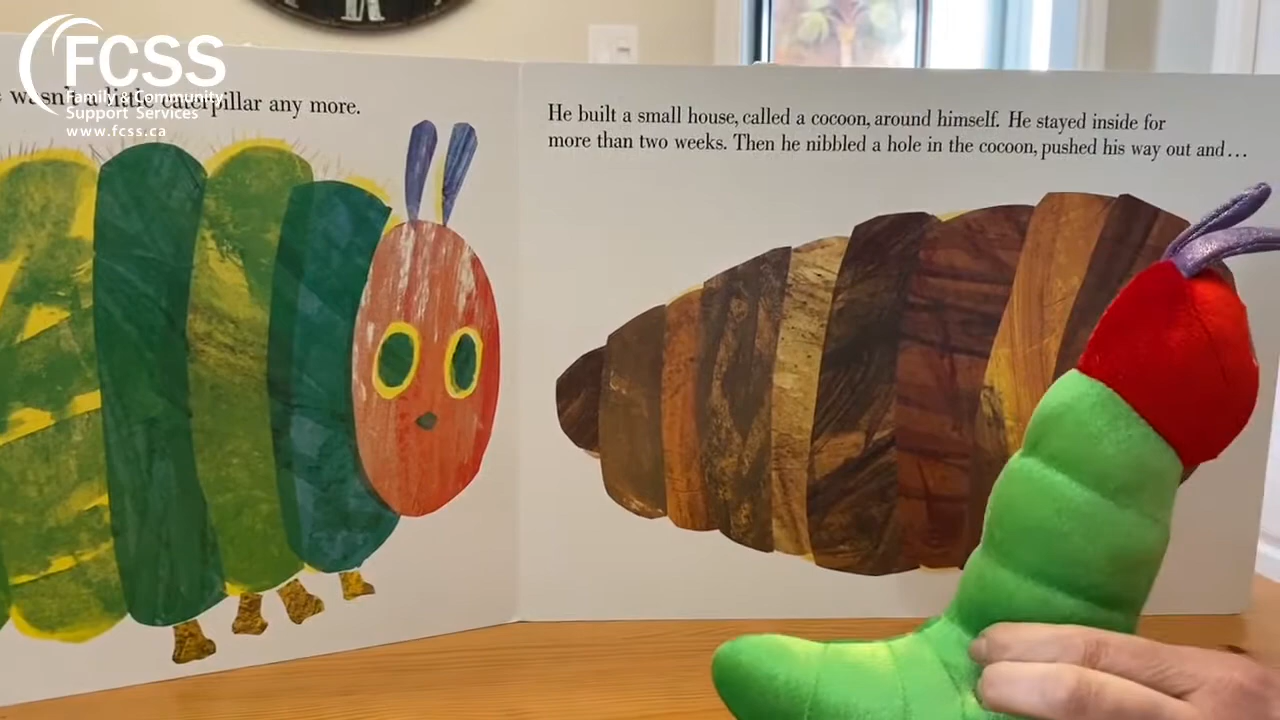 FCSS
Family & Community
Support Services
www.fcss.ca
wasn't a little caterpillar any more.
He built a small house, called a cocoon, around himself. He stayed inside for
more than two weeks. Then he nibbled a hole in the cocoon, pushed his way out and...